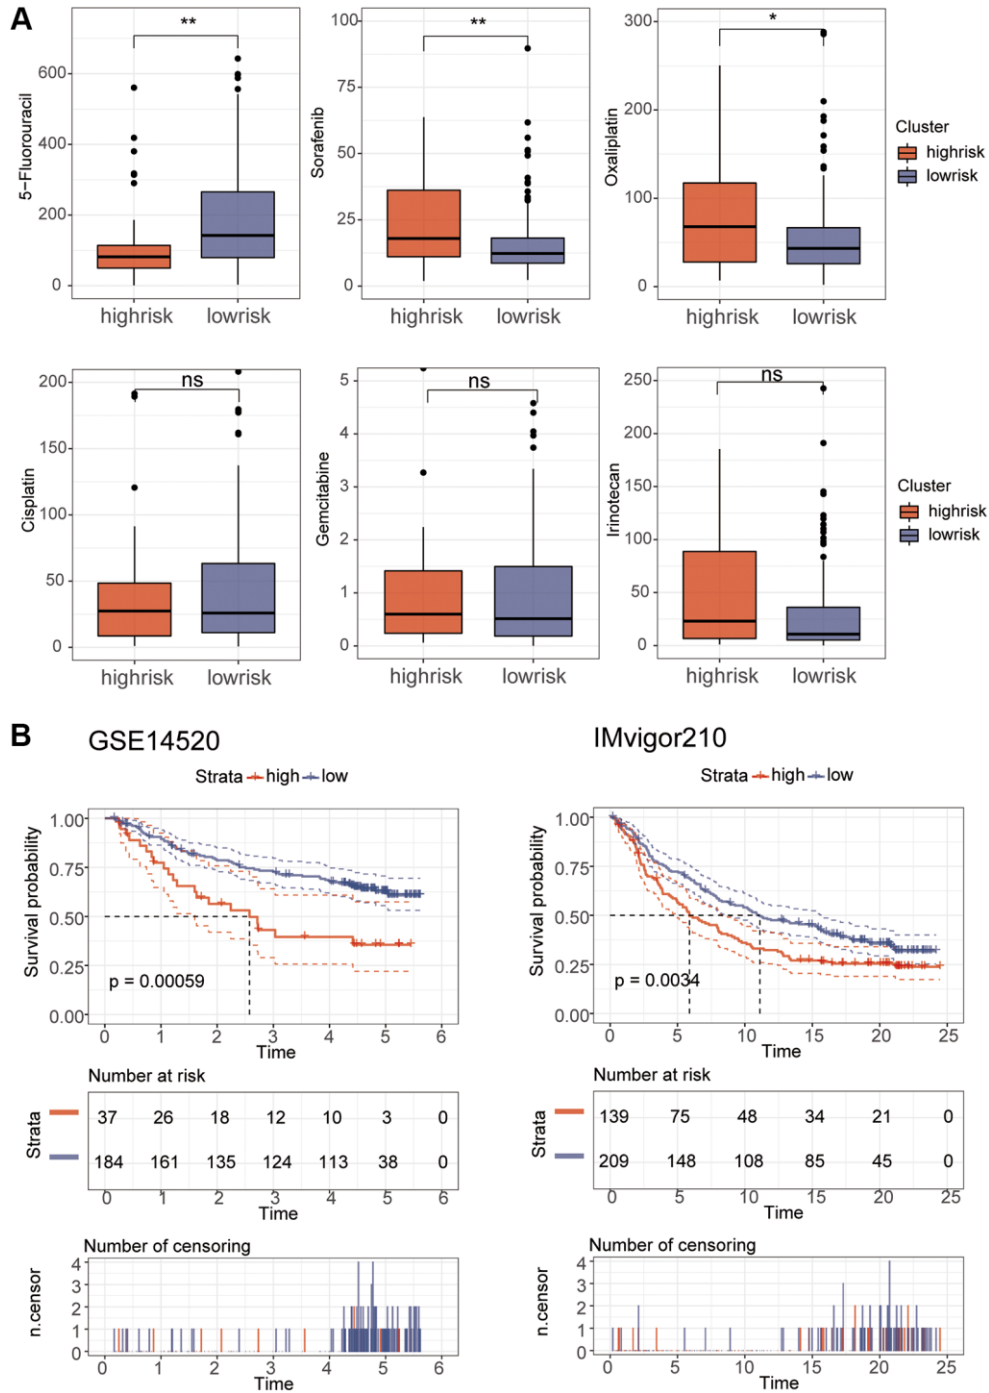 A
** ** *
5-Fluorouracil
600
400
200
0
highrisk lowrisk
Sorafenib
100
75
50
25
0
highrisk lowrisk
Oxaliplatin
300
200
100
0
highrisk lowrisk
Cluster
highrisk
lowrisk
ns ns ns
Cisplatin
200
150
100
50
0
highrisk lowrisk
Gemcitabine
5
4
3
2
1
0
highrisk lowrisk
Irinotecan
250
200
150
100
50
0
highrisk lowrisk
Cluster
highrisk
lowrisk
B
GSE14520
Strata high low
Survival probability
1.00
0.75
0.50
0.25
0.00
p = 0.00059
0 1 2 3 4 5 6
Time
Number at risk
Strata
37 26 18 12 10 3 0
184 161 135 124 113 38 0
0 1 2 3 4 5 6
Time
Number of censoring
n.censor
4
3
2
1
0
0 1 2 3 4 5 6
Time
IMvigor210
Strata high low
Survival probability
1.00
0.75
0.50
0.25
0.00
p = 0.0034
0 5 10 15 20 25
Time
Number at risk
Strata
139 75 48 34 21 0
209 148 108 85 45 0
0 5 10 15 20 25
Time
Number of censoring
n.censor
4
3
2
1
0
0 5 10 15 20 25
Time